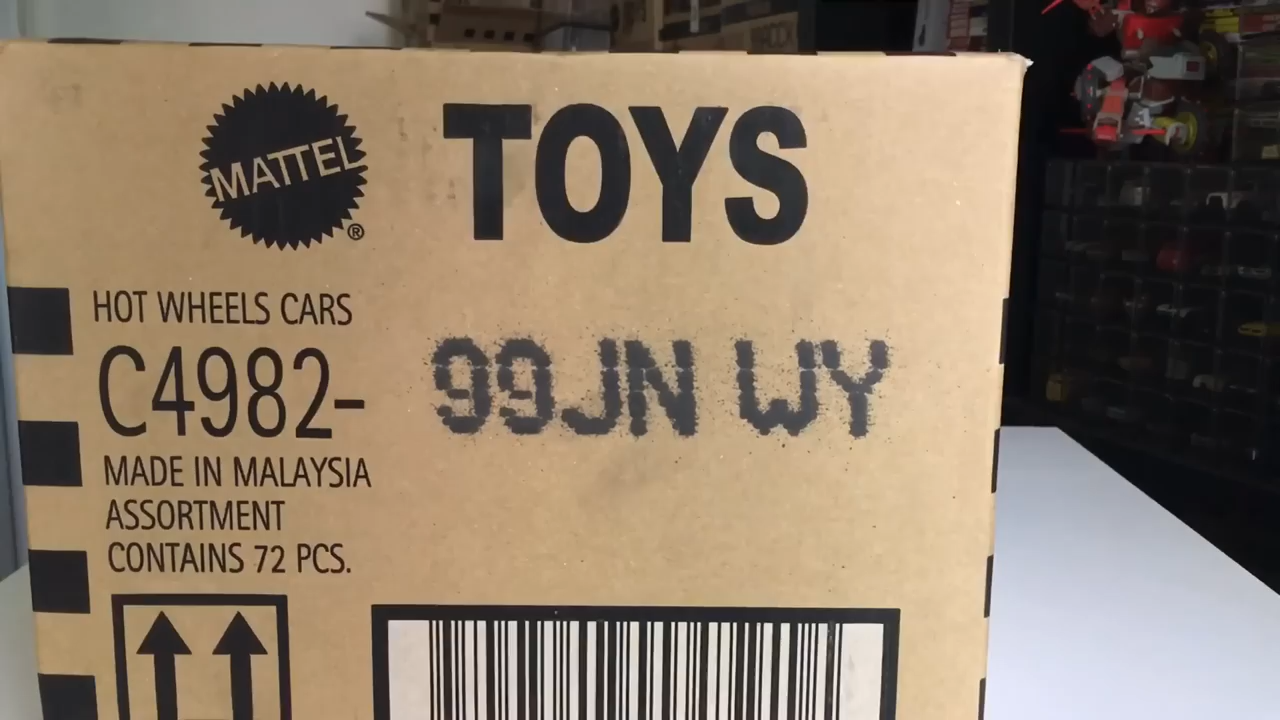 MATTEL ®
TOYS
HOT WHEELS CARS
C4982-
99JN WY
MADE IN MALAYSIA
ASSORTMENT
CONTAINS 72 PCS.